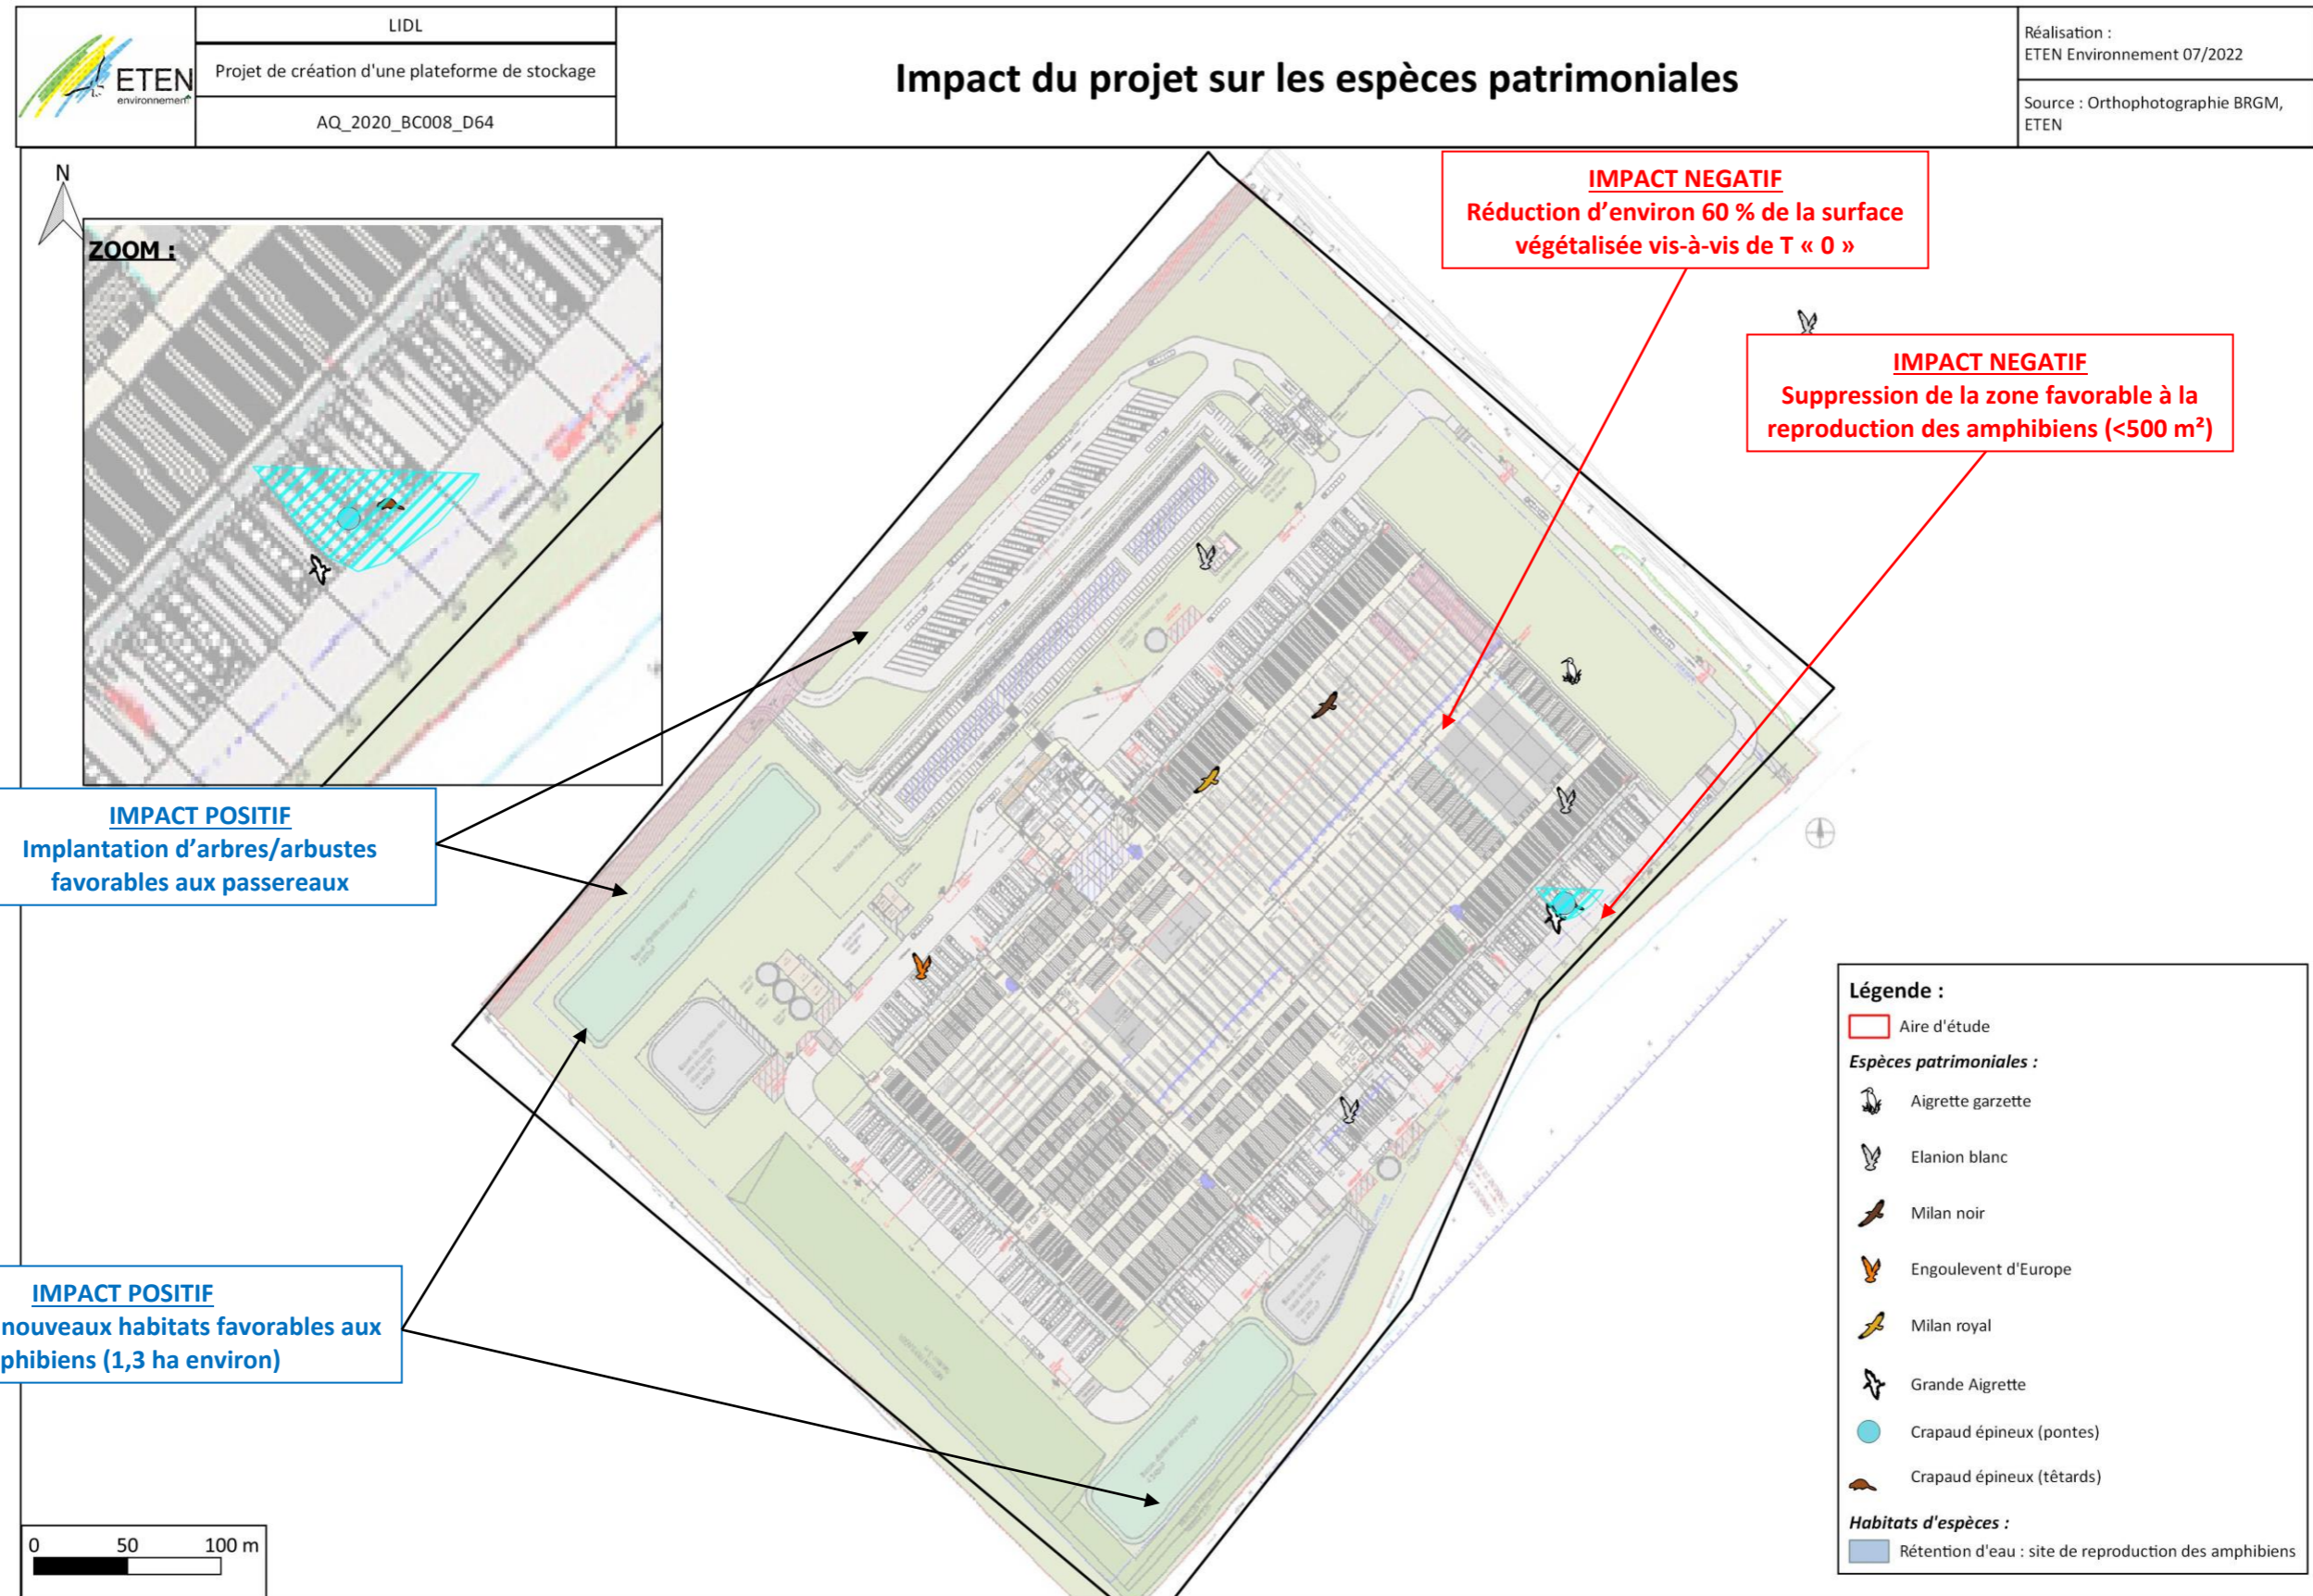 ETEN
environnement
LIDL
Projet de création d'une plateforme de stockage
AQ_2020_BC008_D64
Impact du projet sur les espèces patrimoniales
Réalisation :
ETEN Environnement 07/2022
Source : Orthophotographie BRGM,
ETEN
N
ZOOM :
IMPACT NEGATIF
Réduction d'environ 60 % de la surface
végétalisée vis-à-vis de T « 0 »
IMPACT NEGATIF
Suppression de la zone favorable à la
reproduction des amphibiens (<500 m²)
IMPACT POSITIF
Implantation d'arbres/arbustes
favorables aux passereaux
IMPACT POSITIF
nouveaux habitats favorables aux
phibiens (1,3 ha environ)
Légende :
Aire d'étude
Espèces patrimoniales :
Aigrette garzette
Elanion blanc
Milan noir
Engoulevent d'Europe
Milan royal
Grande Aigrette
Crapaud épineux (pontes)
Crapaud épineux (têtards)
Habitats d'espèces :
Rétention d'eau : site de reproduction des amphibiens
0 50 100 m